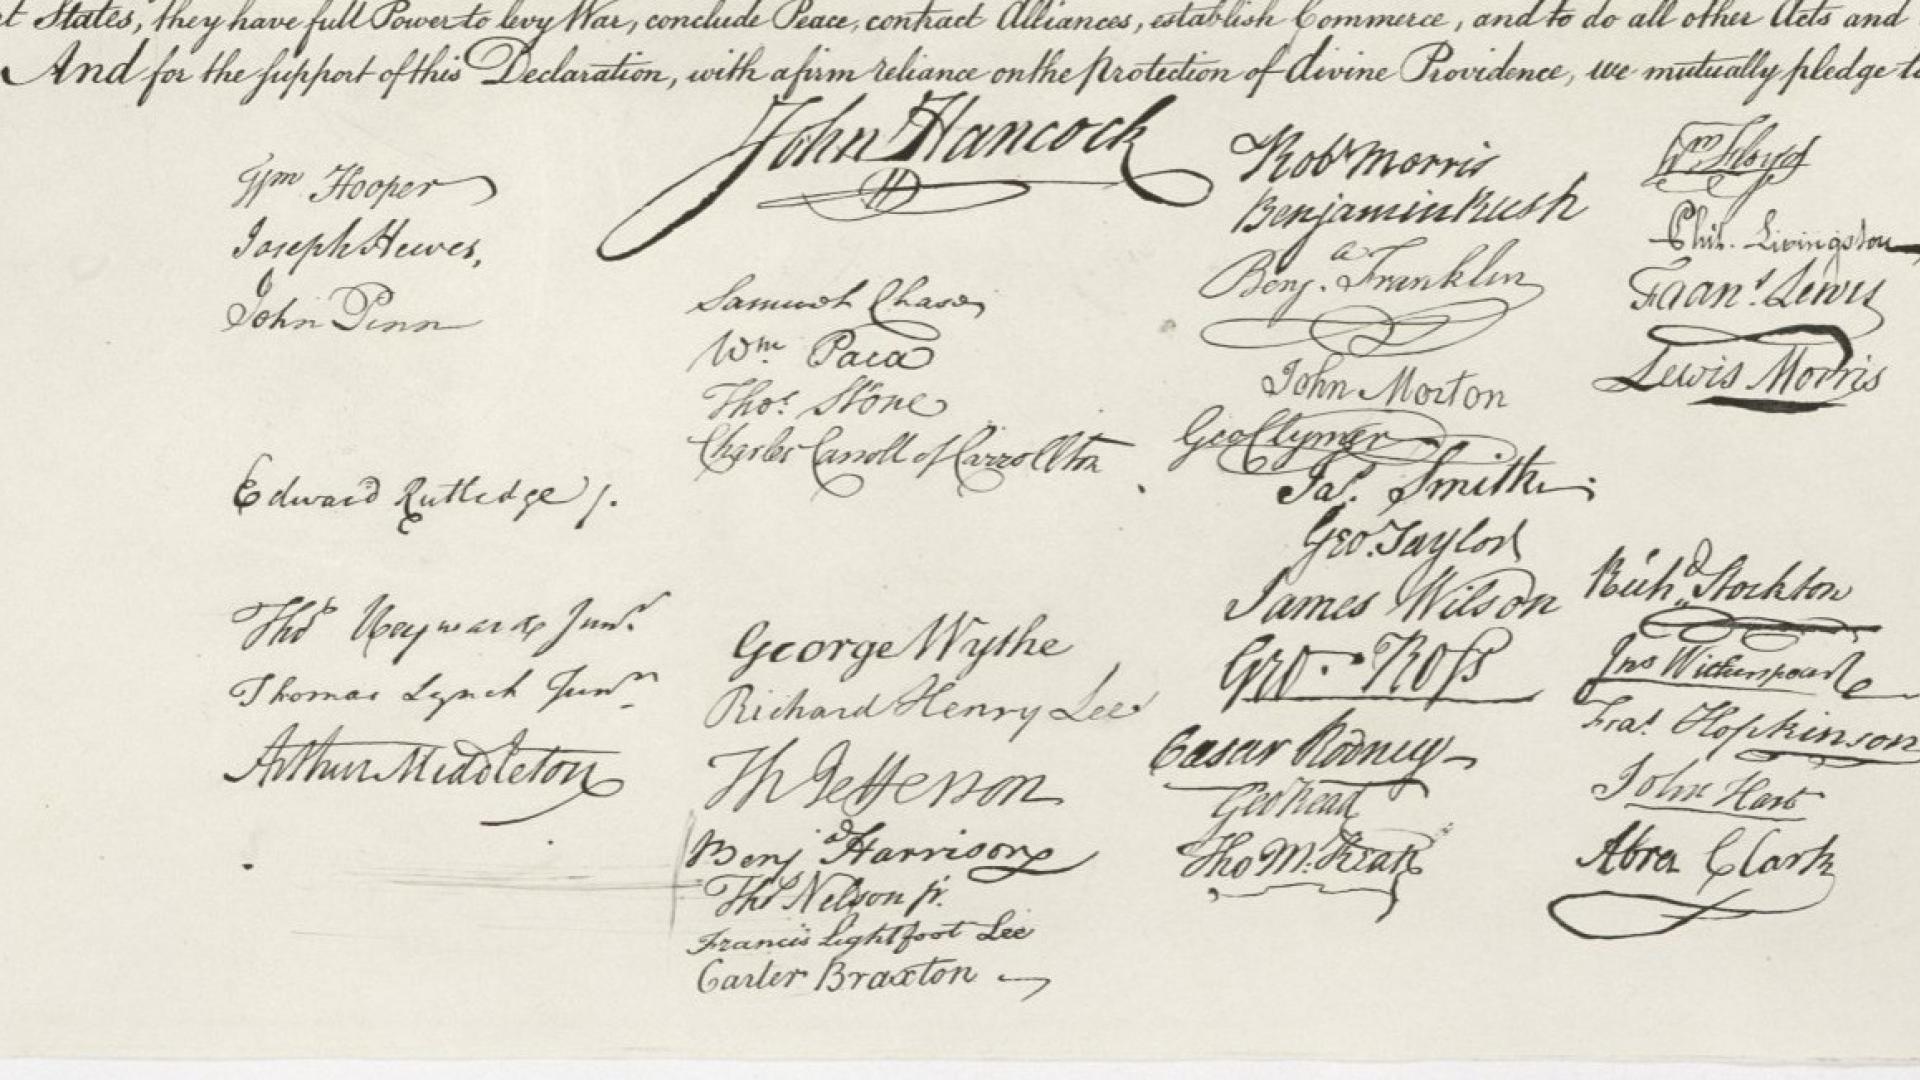 t States, they have full Power to levy War, conclude Peace, contract Alliances, establish Commerce, and to do all other Acts and
And for the support of this Declaration, with a firm reliance on the Protection of divine Providence, we mutually pledge to
Wm Hooper
Joseph Hewes,
John Penn
Edward Rutledge /.
Thos Heyward Junr.
Thomas Lynch Junr.
Arthur Middleton
John Hancock
Samuel Chase
Wm. Paca
Thos. Stone
Charles Carroll of Carrollton
George Wythe
Richard Henry Lee
Th Jefferson
Benj Harrison
Thos Nelson jr.
Francis Lightfoot Lee
Carter Braxton
Robt Morris
Benjamin Rush
Benj. Franklin
John Morton
Geo Clymer
Jas. Smith
Geo. Taylor
James Wilson
Geo. Ross
Caesar Rodney
Geo Read
Tho M:Kean
Wm Floyd
Phil. Livingston
Frans. Lewis
Lewis Morris
Richd. Stockton
Jno Witherspoon
Fras. Hopkinson
John Hart
Abra Clark